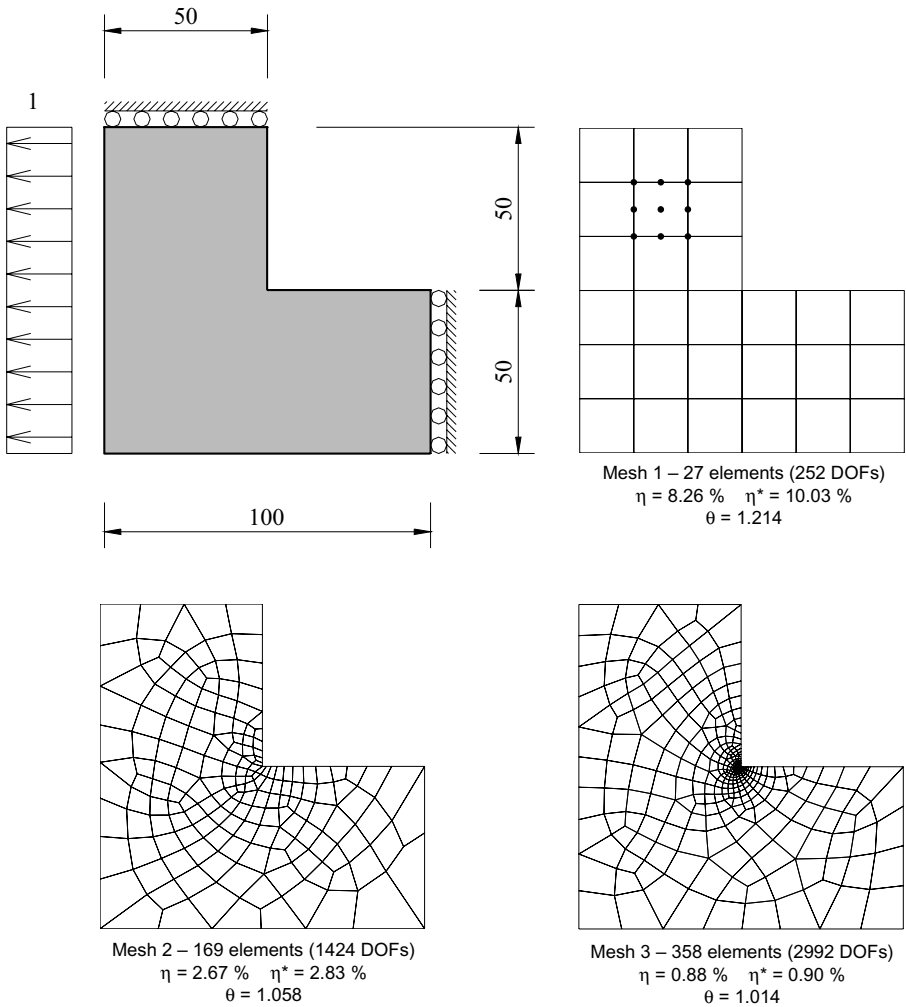 50
1
50
50
100
Mesh 1 – 27 elements (252 DOFs)
η = 8.26 % η* = 10.03 %
θ = 1.214
Mesh 2 – 169 elements (1424 DOFs)
η = 2.67 % η* = 2.83 %
θ = 1.058
Mesh 3 – 358 elements (2992 DOFs)
η = 0.88 % η* = 0.90 %
θ = 1.014